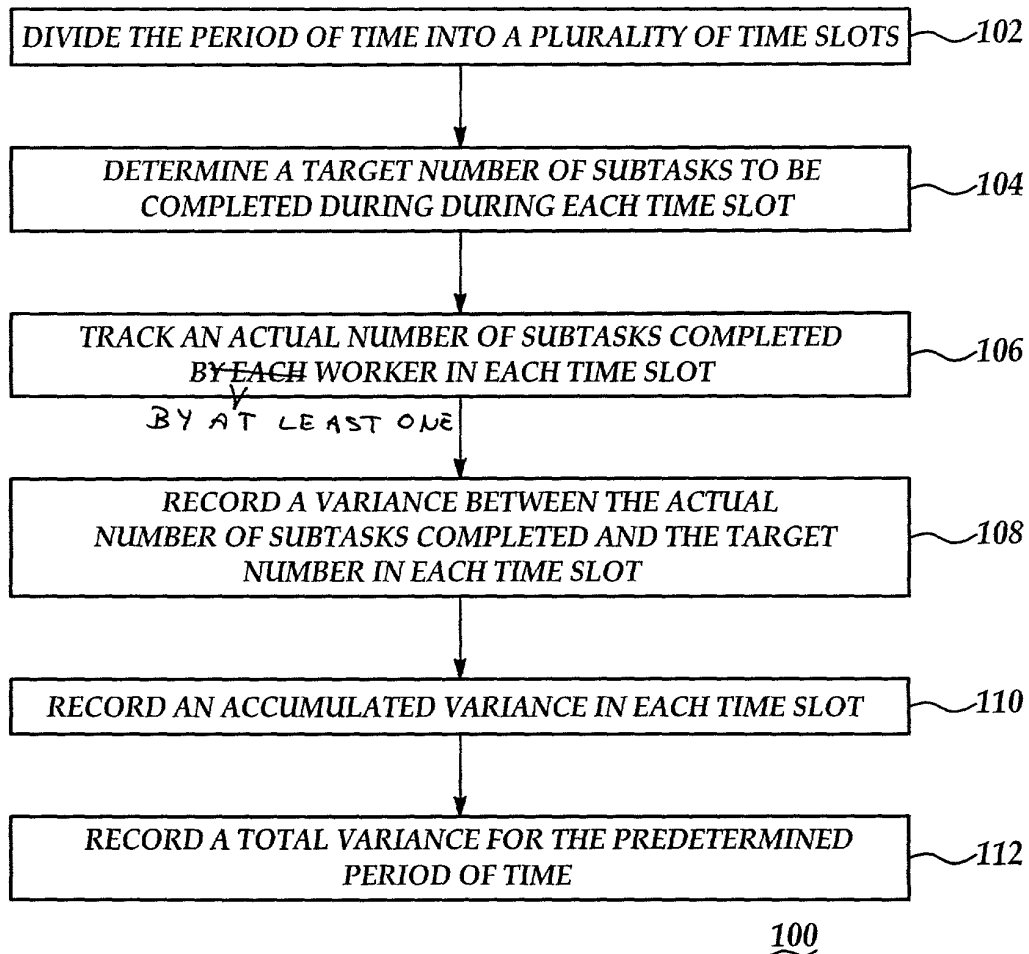 DIVIDE THE PERIOD OF TIME INTO A PLURALITY OF TIME SLOTS 102
DETERMINE A TARGET NUMBER OF SUBTASKS TO BE
COMPLETED DURING DURING EACH TIME SLOT
104
TRACK AN ACTUAL NUMBER OF SUBTASKS COMPLETED
BY EACH WORKER IN EACH TIME SLOT
106
BY AT LEAST ONE
RECORD A VARIANCE BETWEEN THE ACTUAL
NUMBER OF SUBTASKS COMPLETED AND THE TARGET
NUMBER IN EACH TIME SLOT
108
RECORD AN ACCUMULATED VARIANCE IN EACH TIME SLOT 110
RECORD A TOTAL VARIANCE FOR THE PREDETERMINED
PERIOD OF TIME
112
100